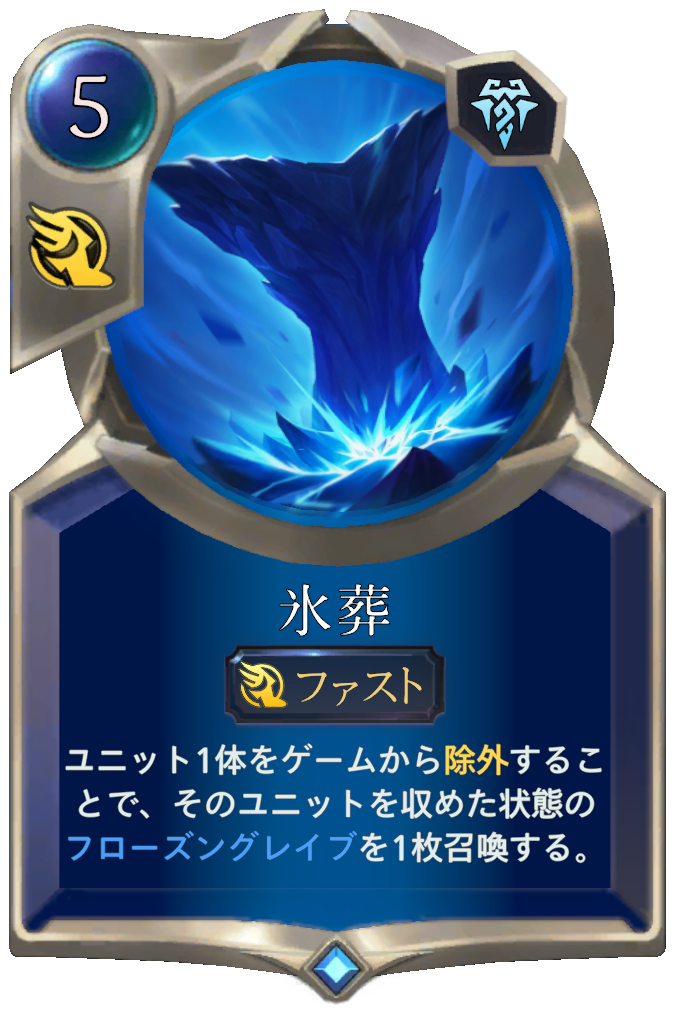 5
氷葬
ファスト
ユニット1体をゲームから除外するこ
とで、そのユニットを収めた状態の
フローズングレイブを1枚召喚する。